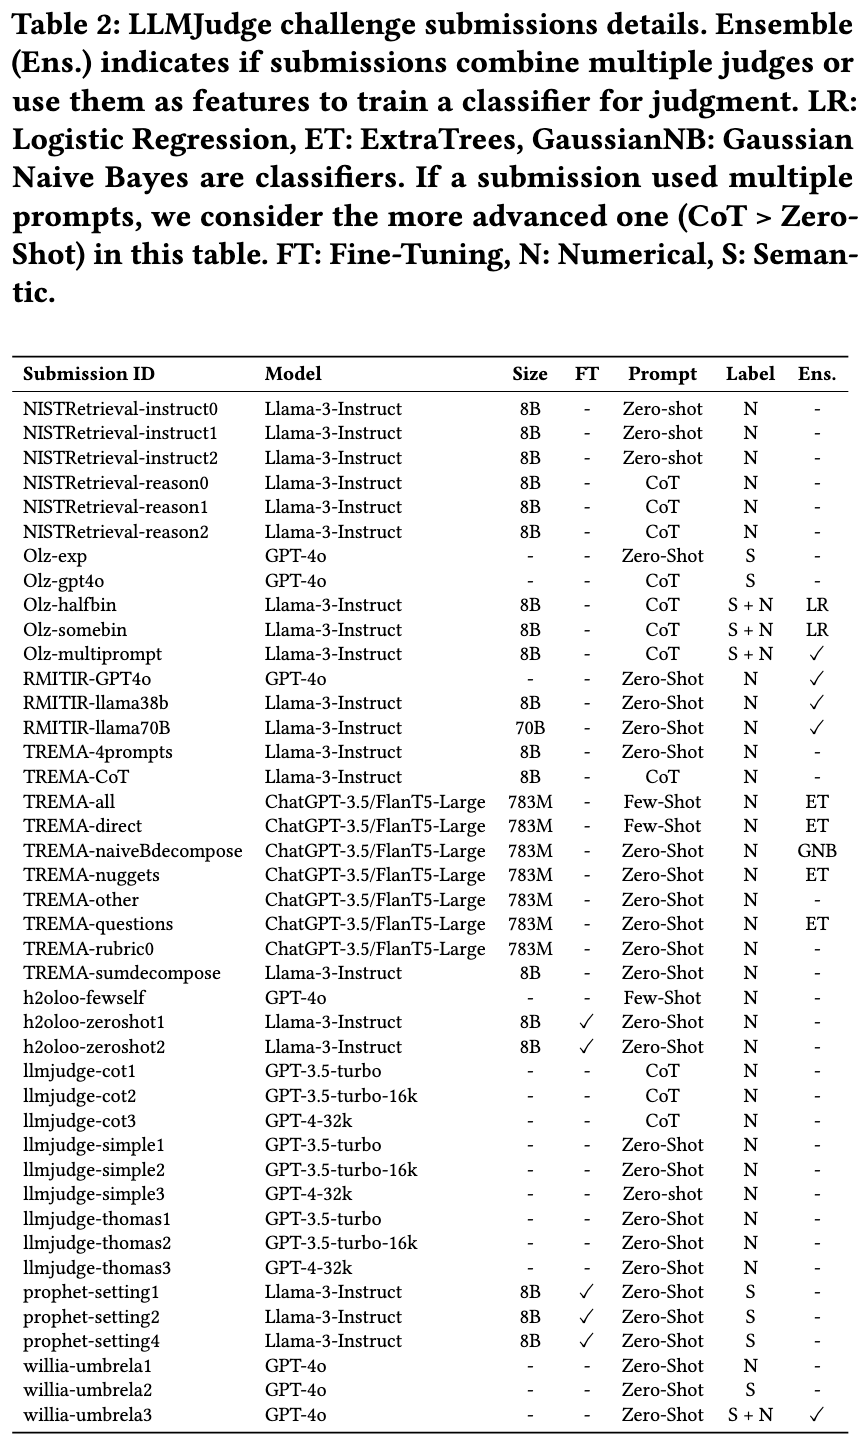 Table 2: LLMJudge challenge submissions details. Ensemble
(Ens.) indicates if submissions combine multiple judges or
use them as features to train a classifier for judgment. LR:
Logistic Regression, ET: ExtraTrees, GaussianNB: Gaussian
Naive Bayes are classifiers. If a submission used multiple
prompts, we consider the more advanced one (CoT > Zero-
Shot) in this table. FT: Fine-Tuning, N: Numerical, S: Seman-
tic.
Submission ID Model Size FT Prompt Label Ens.
NISTRetrieval-instruct0 Llama-3-Instruct 8B - Zero-shot N -
NISTRetrieval-instruct1 Llama-3-Instruct 8B - Zero-shot N -
NISTRetrieval-instruct2 Llama-3-Instruct 8B - Zero-shot N -
NISTRetrieval-reason0 Llama-3-Instruct 8B - CoT N -
NISTRetrieval-reason1 Llama-3-Instruct 8B - CoT N -
NISTRetrieval-reason2 Llama-3-Instruct 8B - CoT N -
Olz-exp GPT-4o - - Zero-Shot S -
Olz-gpt4o GPT-4o - - CoT S -
Olz-halfbin Llama-3-Instruct 8B - CoT S + N LR
Olz-somebin Llama-3-Instruct 8B - CoT S + N LR
Olz-multiprompt Llama-3-Instruct 8B - CoT S + N ✓
RMITIR-GPT4o GPT-4o - - Zero-Shot N ✓
RMITIR-llama38b Llama-3-Instruct 8B - Zero-Shot N ✓
RMITIR-llama70B Llama-3-Instruct 70B - Zero-Shot N ✓
TREMA-4prompts Llama-3-Instruct 8B - Zero-Shot N -
TREMA-CoT Llama-3-Instruct 8B - CoT N -
TREMA-all ChatGPT-3.5/FlanT5-Large 783M - Few-Shot N ET
TREMA-direct ChatGPT-3.5/FlanT5-Large 783M - Few-Shot N ET
TREMA-naiveBdecompose ChatGPT-3.5/FlanT5-Large 783M - Zero-Shot N GNB
TREMA-nuggets ChatGPT-3.5/FlanT5-Large 783M - Zero-Shot N ET
TREMA-other ChatGPT-3.5/FlanT5-Large 783M - Zero-Shot N -
TREMA-questions ChatGPT-3.5/FlanT5-Large 783M - Zero-Shot N ET
TREMA-rubric0 ChatGPT-3.5/FlanT5-Large 783M - Zero-Shot N -
TREMA-sumdecompose Llama-3-Instruct 8B - Zero-Shot N -
h2oloo-fewself GPT-4o - - Few-Shot N -
h2oloo-zeroshot1 Llama-3-Instruct 8B ✓ Zero-Shot N -
h2oloo-zeroshot2 Llama-3-Instruct 8B ✓ Zero-Shot N -
llmjudge-cot1 GPT-3.5-turbo - - CoT N -
llmjudge-cot2 GPT-3.5-turbo-16k - - CoT N -
llmjudge-cot3 GPT-4-32k - - CoT N -
llmjudge-simple1 GPT-3.5-turbo - - Zero-Shot N -
llmjudge-simple2 GPT-3.5-turbo-16k - - Zero-Shot N -
llmjudge-simple3 GPT-4-32k - - Zero-shot N -
llmjudge-thomas1 GPT-3.5-turbo - - Zero-Shot N -
llmjudge-thomas2 GPT-3.5-turbo-16k - - Zero-Shot N -
llmjudge-thomas3 GPT-4-32k - - Zero-Shot N -
prophet-setting1 Llama-3-Instruct 8B ✓ Zero-Shot S -
prophet-setting2 Llama-3-Instruct 8B ✓ Zero-Shot S -
prophet-setting4 Llama-3-Instruct 8B ✓ Zero-Shot S -
willia-umbrela1 GPT-4o - - Zero-Shot N -
willia-umbrela2 GPT-4o - - Zero-Shot S -
willia-umbrela3 GPT-4o - - Zero-Shot S + N ✓